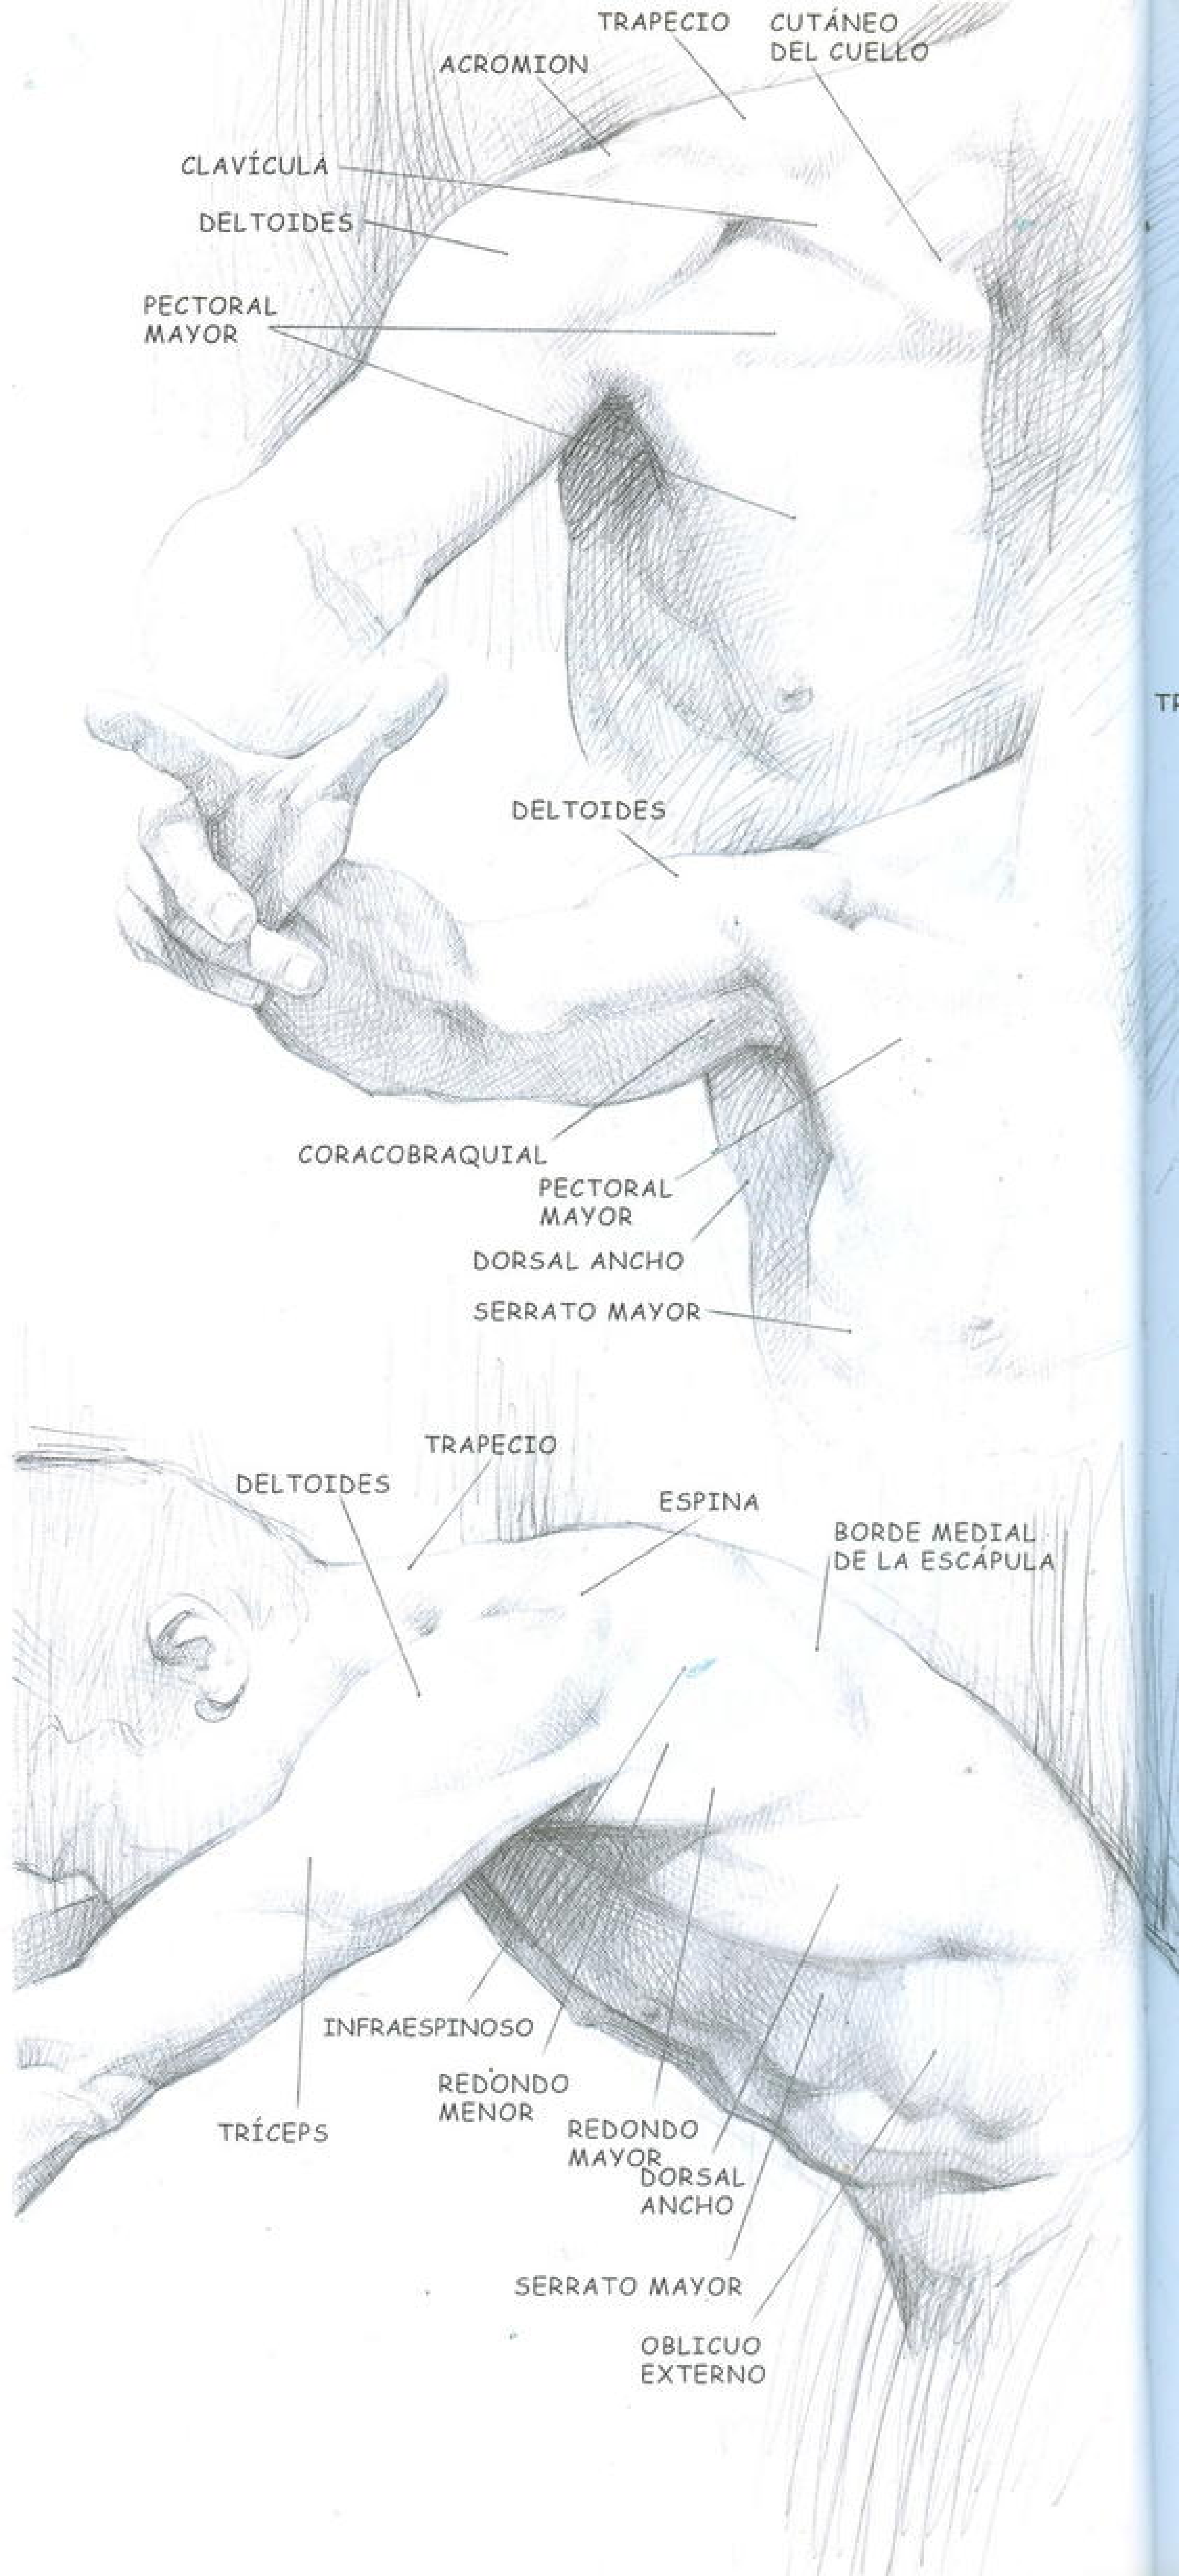 TRAPECIO
CUTÁNEO
DEL CUELLO
ACROMION
CLAVÍCULA
DELTOIDES
PECTORAL
MAYOR
TR
DELTOIDES
CORACOBRAQUIAL
PECTORAL
MAYOR
DORSAL ANCHO
SERRATO MAYOR
TRAPECIO
DELTOIDES
ESPINA
BORDE MEDIAL
DE LA ESCÁPULA
INFRAESPINOSO
REDONDO
MENOR
TRÍCEPS
REDONDO
MAYOR
DORSAL
ANCHO
SERRATO MAYOR
OBLICUO
EXTERNO